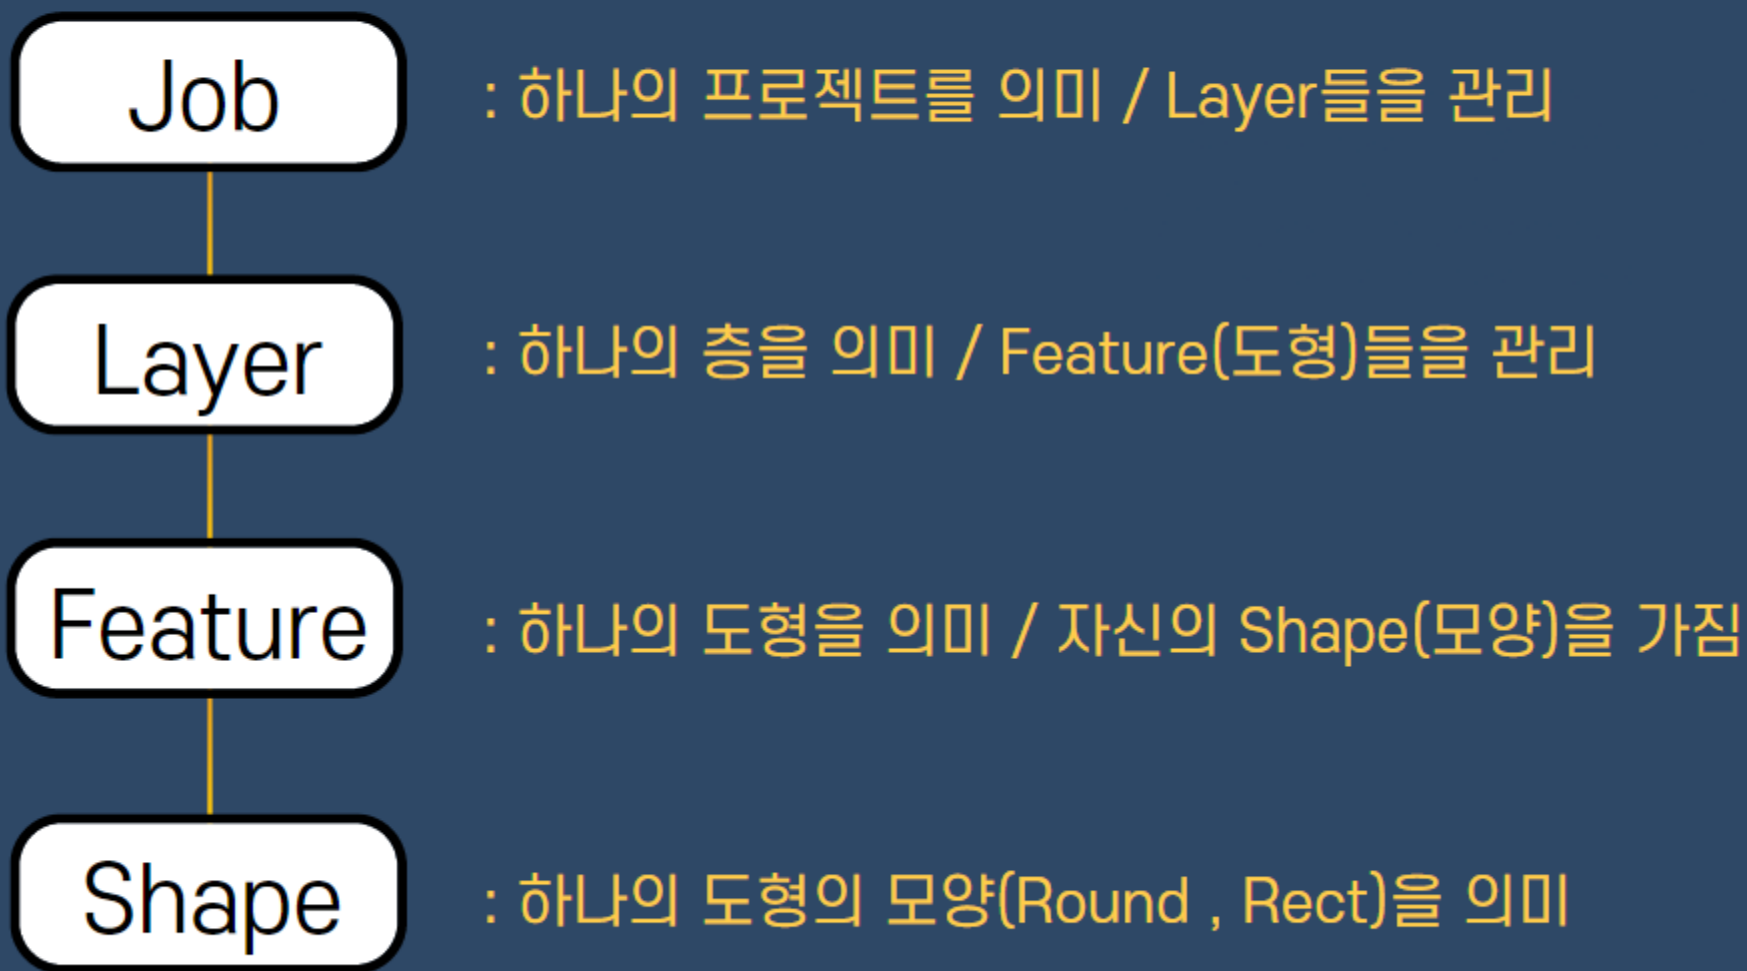 Job : 하나의 프로젝트를 의미 / Layer들을 관리
Layer : 하나의 층을 의미 / Feature(도형)들을 관리
Feature : 하나의 도형을 의미 / 자신의 Shape(모양)을 가짐
Shape : 하나의 도형의 모양(Round , Rect)을 의미